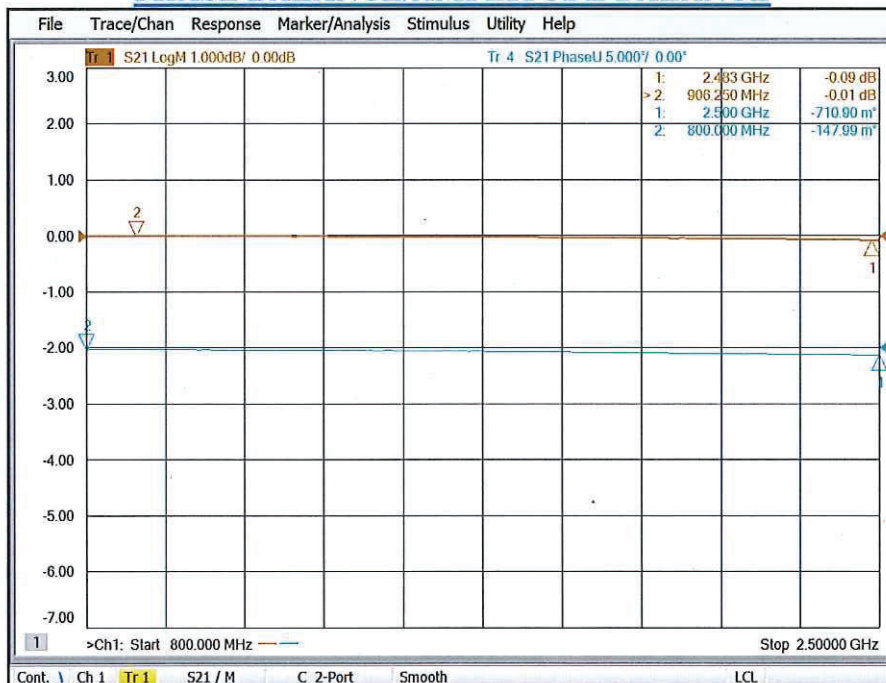 File Trace/Chan Response Marker/Analysis Stimulus Utility Help
Tr 1 S21 LogM 1.000dB/ 0.00dB
Tr 4 S21 PhaseU 5.000°/ 0.00°
1: 2.483 GHz -0.09 dB
> 2: 906.250 MHz -0.01 dB
1: 2.500 GHz -710.90 m°
2: 800.000 MHz -147.99 m°
3.00
2.00
1.00
0.00
-1.00
-2.00
-3.00
-4.00
-5.00
-6.00
-7.00
2
1
2
1
1 >Ch1: Start 800.000 MHz Stop 2.50000 GHz
Cont. Ch 1 Tr 1 S21 / M C 2-Port Smooth LCL